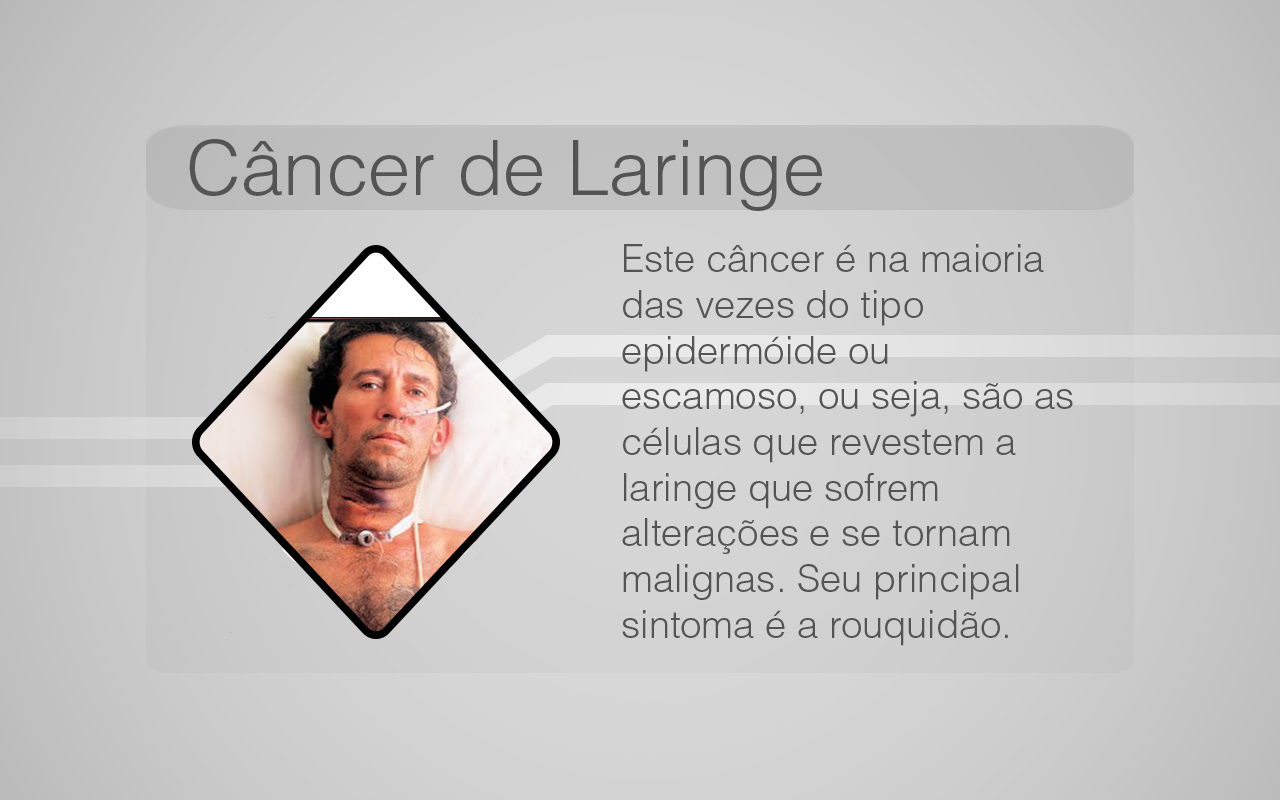 Câncer de Laringe
Este câncer é na maioria
das vezes do tipo
epidermóide ou
escamoso, ou seja, são as
células que revestem a
laringe que sofrem
alterações e se tornam
malignas. Seu principal
sintoma é a rouquidão.